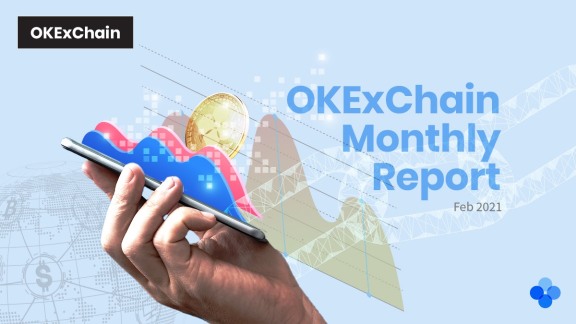 OKExChain
OKExChain
Monthly
Report
Feb 2021